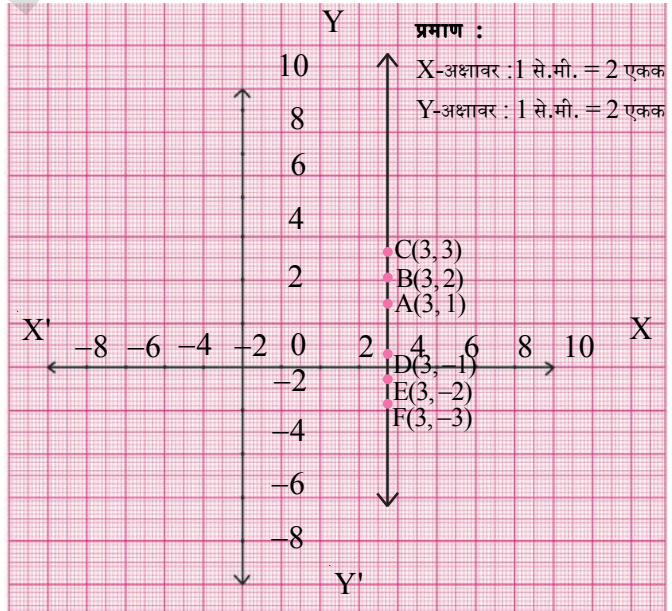 Y
प्रमाण :
X-अक्षावर :1 से.मी. = 2 एकक
Y-अक्षावर : 1 से.मी. = 2 एकक
10
8
6
4
2
C(3, 3)
B(3, 2)
A(3, 1)
X' –8 –6 –4 –2 0 2 4 6 8 10 X
D(3, –1)
–2
E(3, –2)
F(3, –3)
–4
–6
–8
Y'